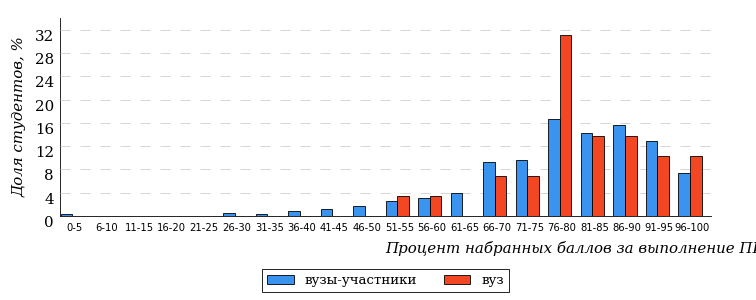 Доля студентов, %
32
28
24
20
16
12
8
4
0
0-5 6-10 11-15 16-20 21-25 26-30 31-35 36-40 41-45 46-50 51-55 56-60 61-65 66-70 71-75 76-80 81-85 86-90 91-95 96-100
Процент набранных баллов за выполнение
вузы-участники вуз